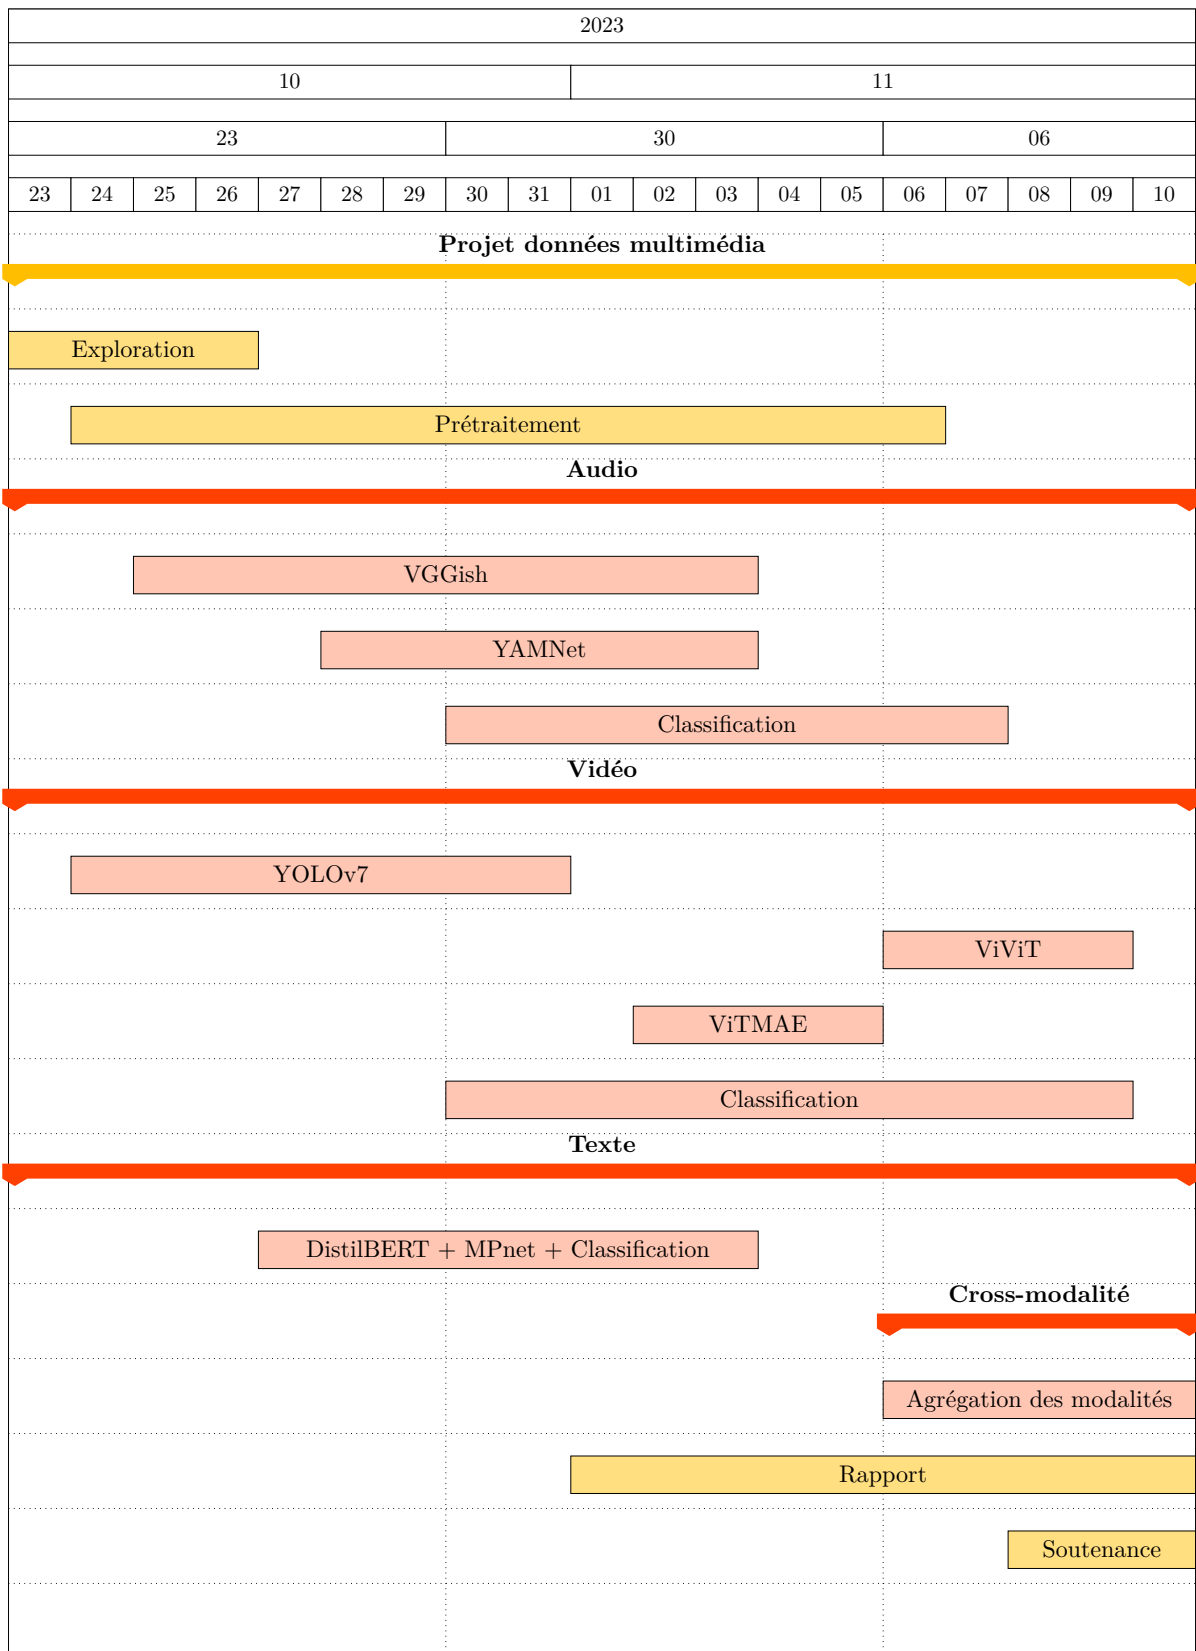 2023
10 11
23 30 06
23 24 25 26 27 28 29 30 31 01 02 03 04 05 06 07 08 09 10
Projet données multimédia
Exploration
Prétraitement
Audio
VGGish
YAMNet
Classification
Vidéo
YOLOv7
ViViT
ViTMAE
Classification
Texte
DistilBERT + MPnet + Classification
Cross-modalité
Agrégation des modalités
Rapport
Soutenance